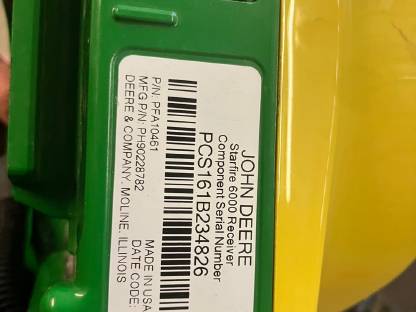 JOHN DEERE
Starfire 6000 Receiver
Component Serial Number
PCS161B234826
P/N: PFA10461
MFG P/N: PH90228782
DEERE & COMPANY, MOLINE, ILLINOIS
MADE IN USA
DATE CODE: